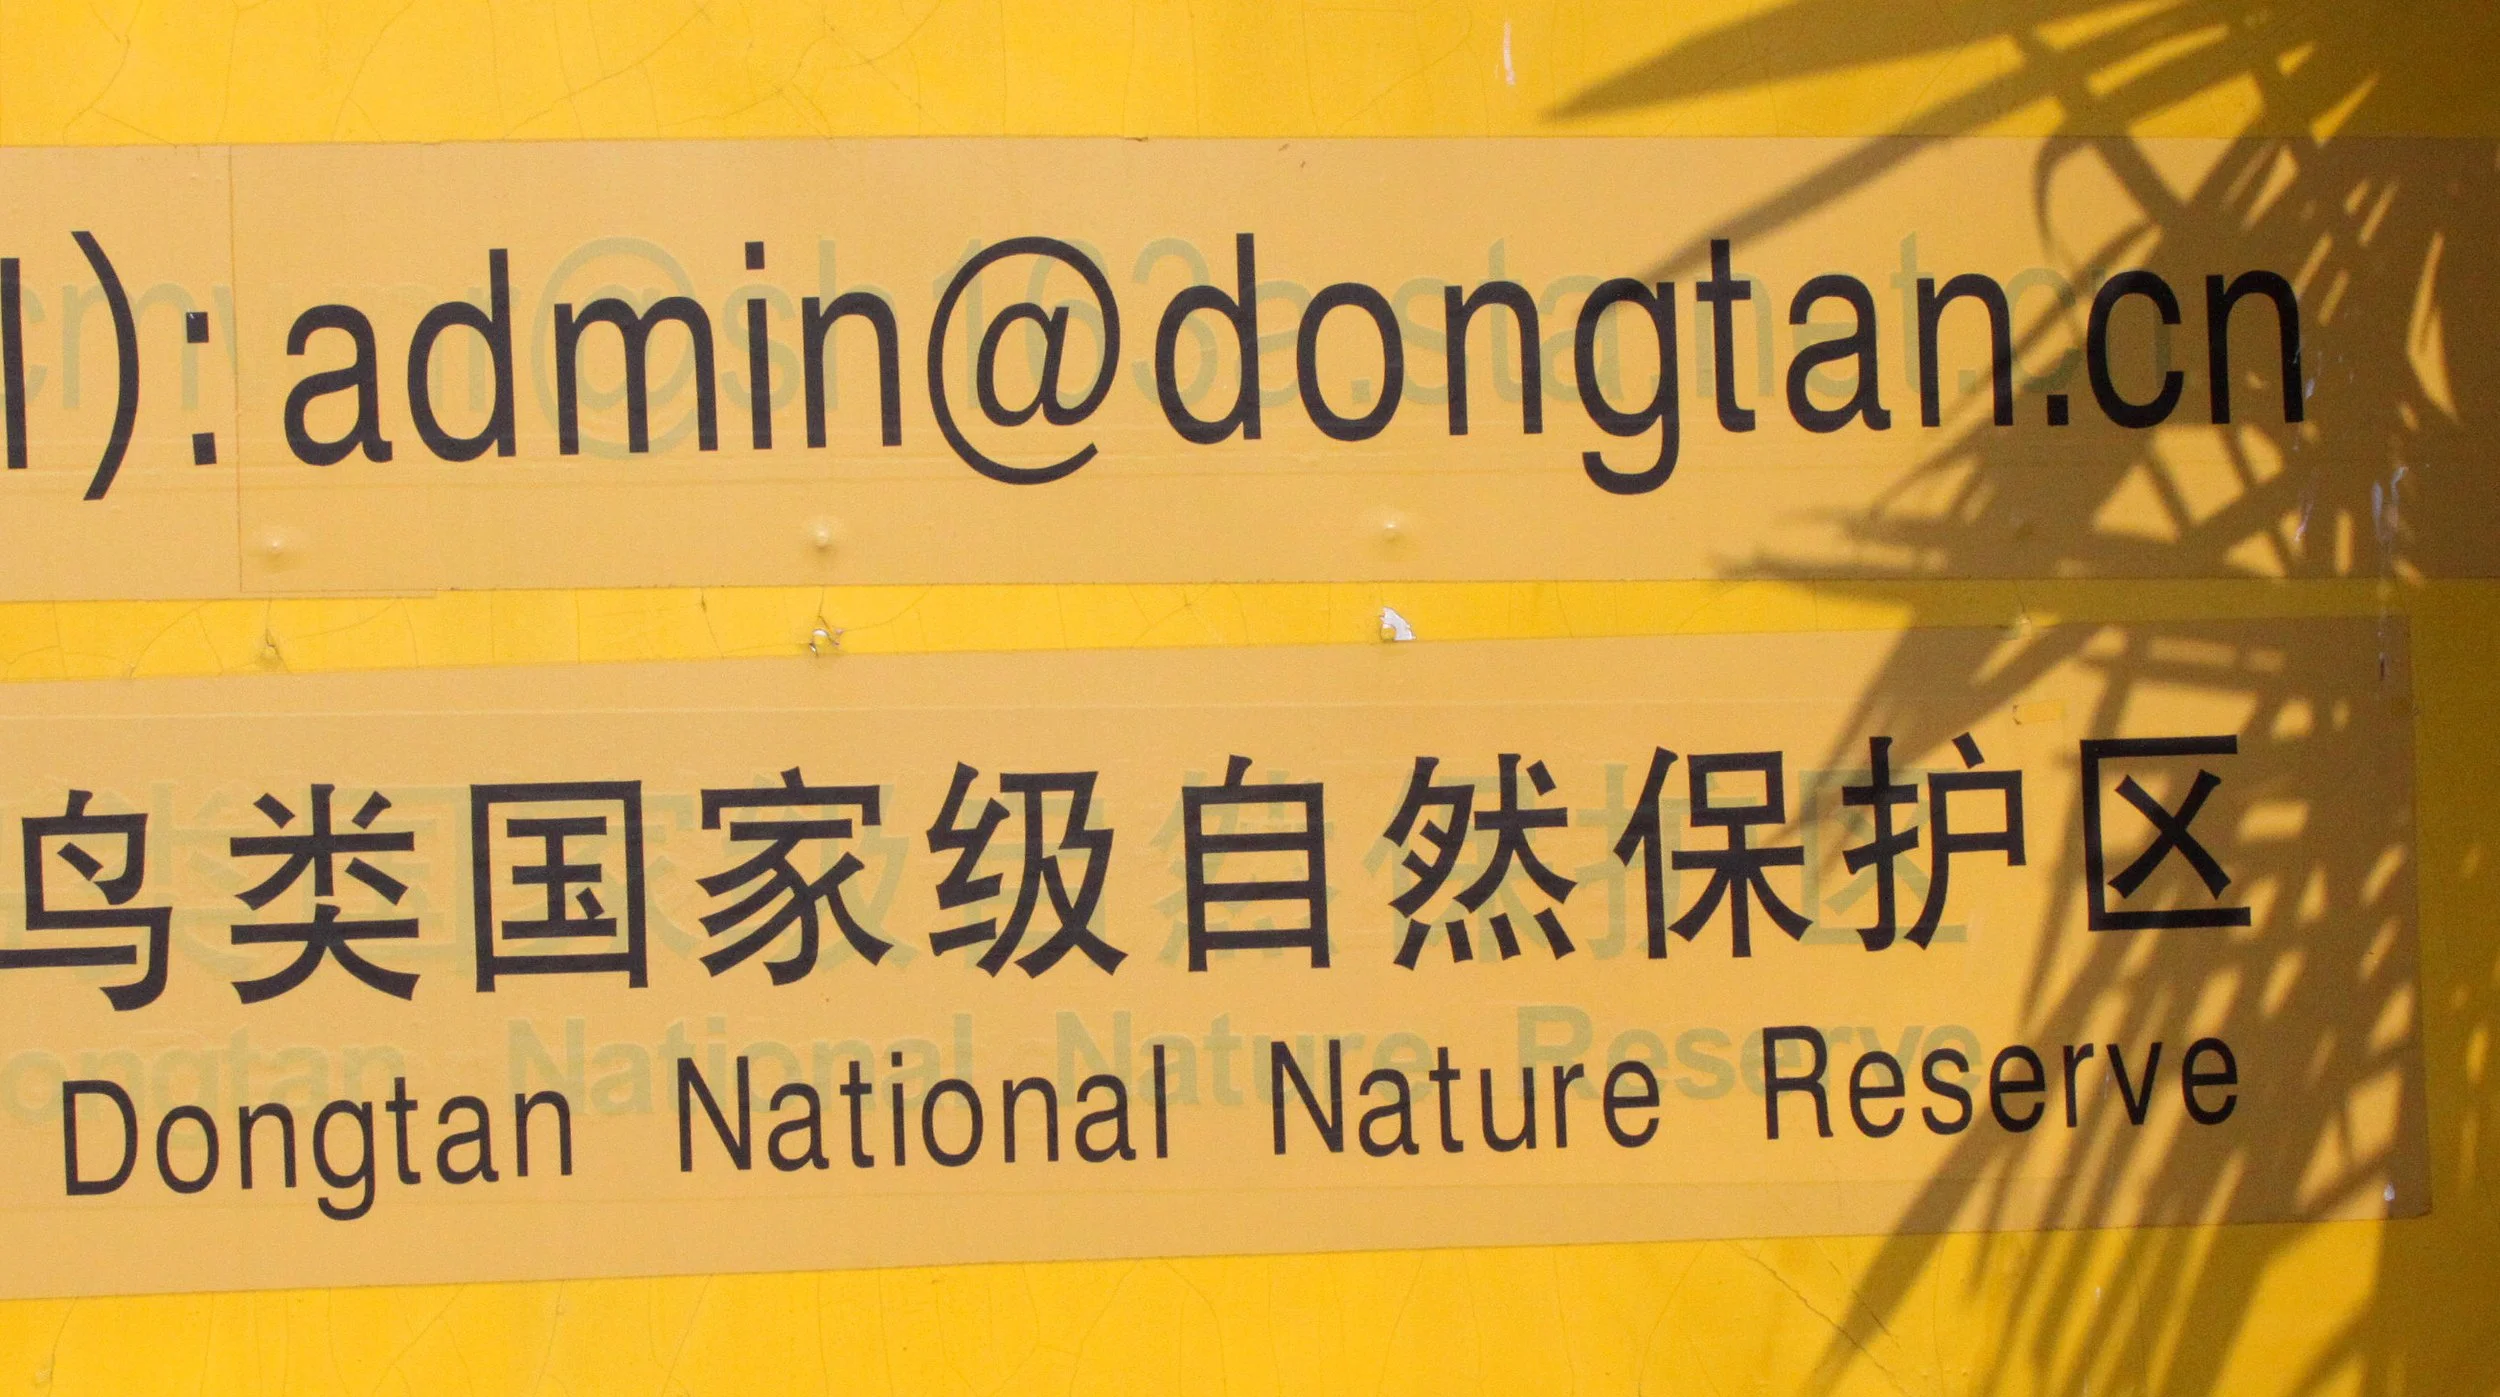 l): admin@dongtan.cn
鸟类国家级自然保护区
Dongtan National Nature Reserve